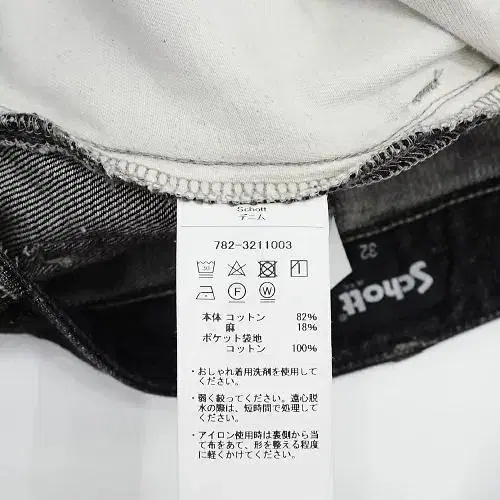 Schott
デニム
782-3211003
30
F W
本体 コットン 82%
麻 18%
ポケット袋地
コットン 100%
・おしゃれ着用洗剤を使用して
ください。
・弱く絞ってください。遠心脱
水の際は、短時間で処理して
ください。
・アイロン使用時は裏側から当
て布をあて、形を整える程度
に軽くかけてください。
32
Schott